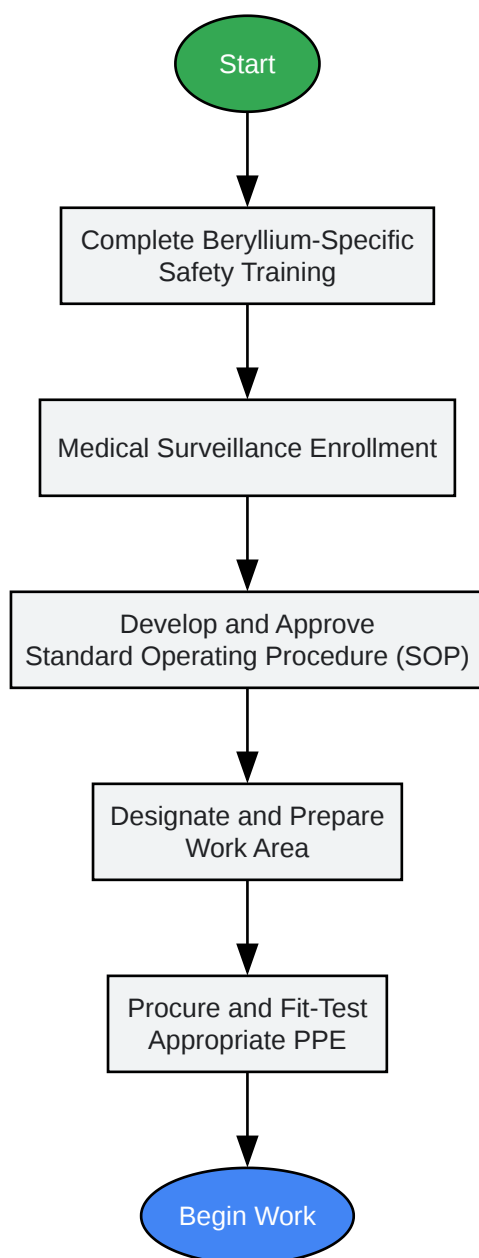 Start
Complete Beryllium-Specific
Safety Training
Medical Surveillance Enrollment
Develop and Approve
Standard Operating Procedure (SOP)
Designate and Prepare
Work Area
Procure and Fit-Test
Appropriate PPE
Begin Work